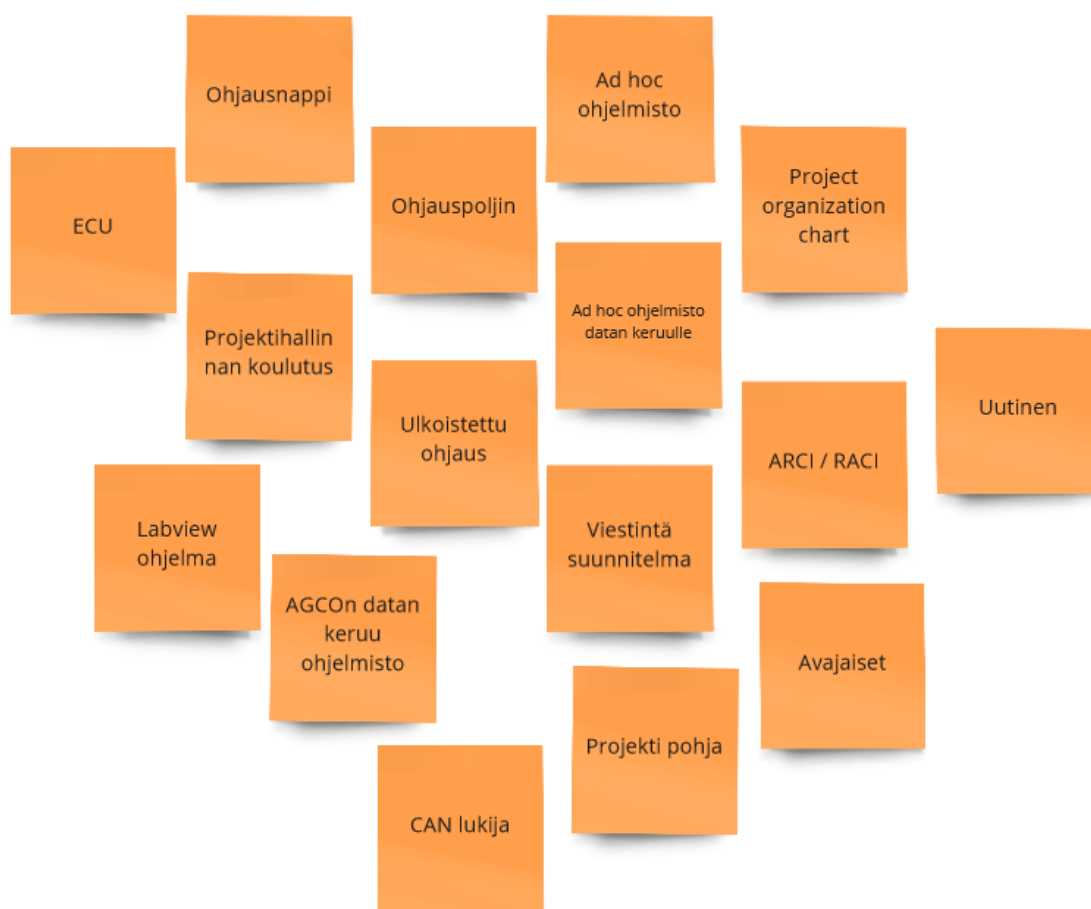 Ohjausnappi
Ad hoc
ohjelmisto
ECU
Ohjauspoljin
Project
organization
chart
Projektihallin
nan koulutus
Ad hoc ohjelmisto
datan keruulle
Ulkoistettu
ohjaus
ARCI / RACI
Uutinen
Labview
ohjelma
AGCOn datan
keruu
ohjelmisto
Viestintä
suunnitelma
Avajaiset
CAN lukija
Projekti pohja